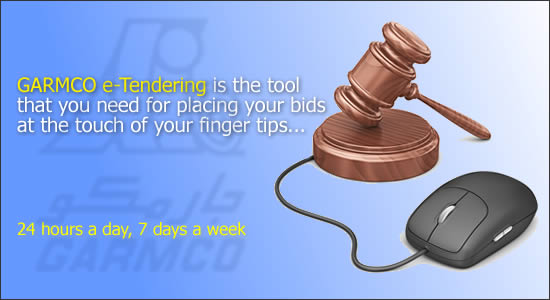 GARMCO e-Tendering is the tool
that you need for placing your bids
at the touch of your finger tips...
جارمكو
24 hours a day, 7 days a week
GARMCO